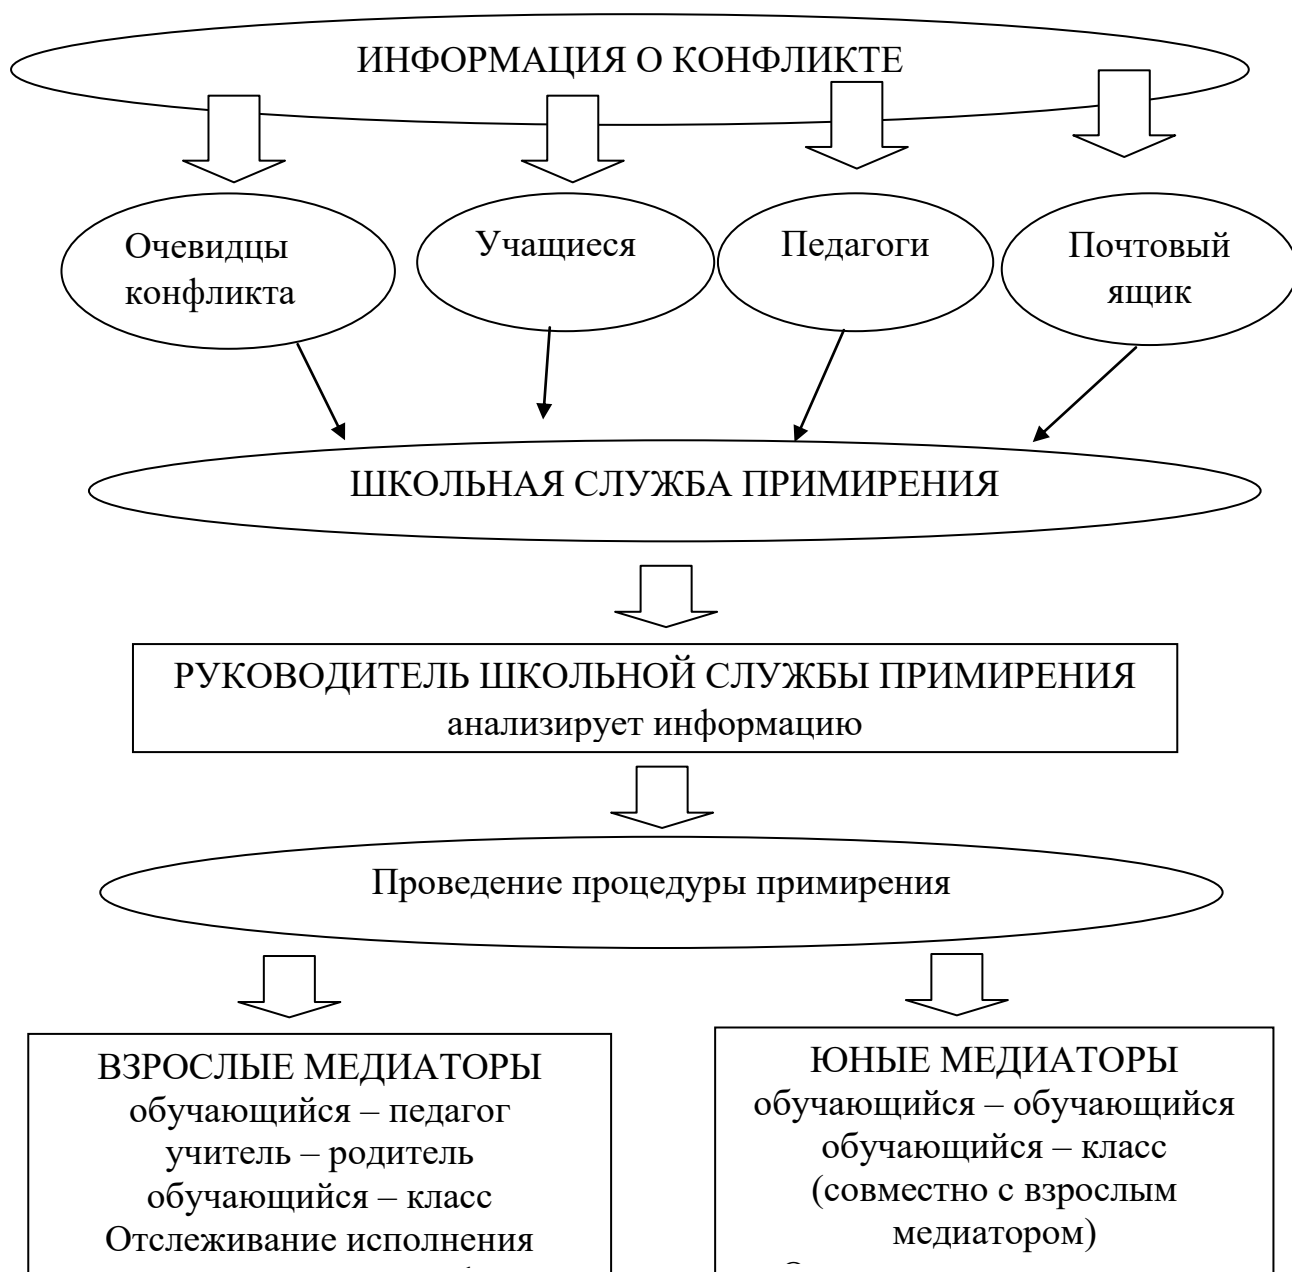 ИНФОРМАЦИЯ О КОНФЛИКТЕ
Очевидцы
конфликта
Учащиеся
Педагоги
Почтовый
ящик
ШКОЛЬНАЯ СЛУЖБА ПРИМИРЕНИЯ
РУКОВОДИТЕЛЬ ШКОЛЬНОЙ СЛУЖБЫ ПРИМИРЕНИЯ
анализирует информацию
Проведение процедуры примирения
ВЗРОСЛЫЕ МЕДИАТОРЫ
обучающийся – педагог
учитель – родитель
обучающийся – класс
Отслеживание исполнения
ЮНЫЕ МЕДИАТОРЫ
обучающийся – обучающийся
обучающийся – класс
(совместно с взрослым
медиатором)